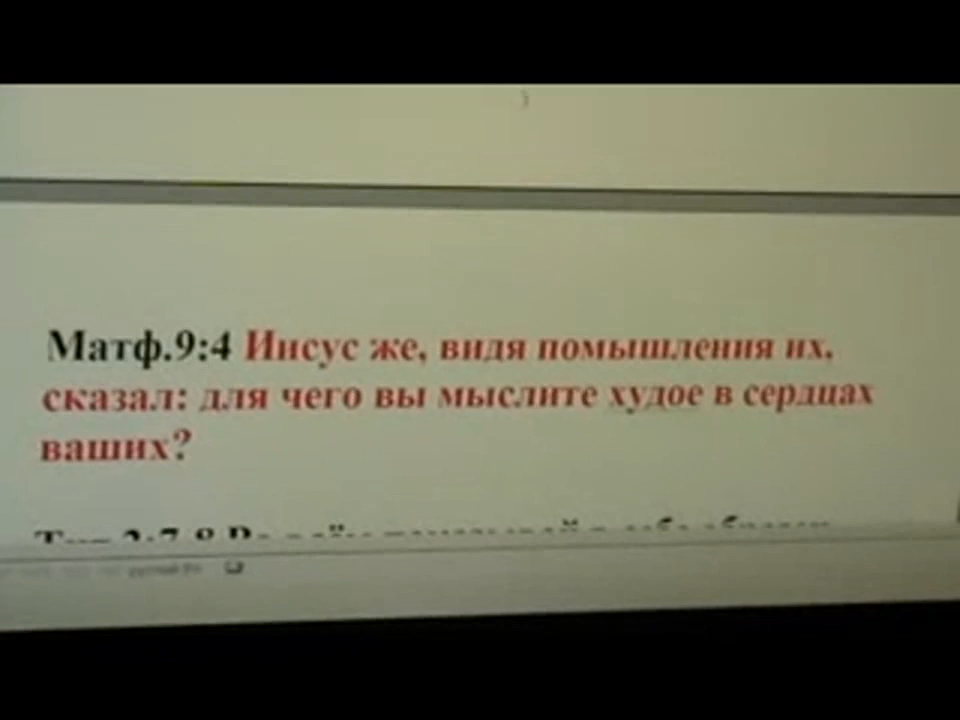 Матф.9:4 Иисус же, видя помышления их,
сказал: для чего вы мыслите худое в сердцах
ваших?